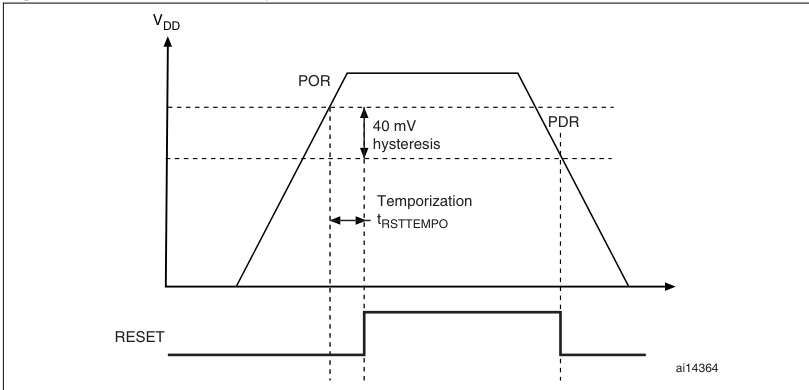 VDD
POR
40 mV
hysteresis
PDR
Temporization
tRSTTEMPO
RESET
ai14364